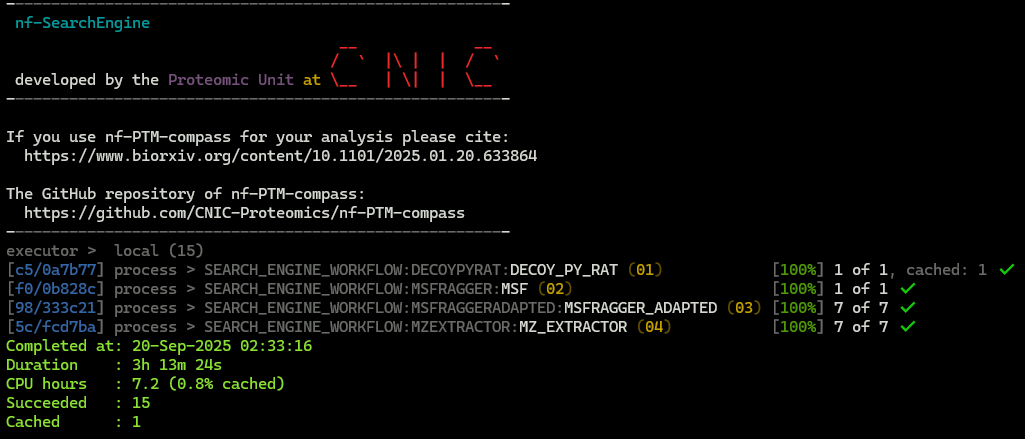 nf-SearchEngine
developed by the Proteomic Unit at CNIC
If you use nf-PTM-compass for your analysis please cite:
https://www.biorxiv.org/content/10.1101/2025.01.20.633864
The GitHub repository of nf-PTM-compass:
https://github.com/CNIC-Proteomics/nf-PTM-compass
executor >  local (15)
[c5/0a7b77] process > SEARCH_ENGINE_WORKFLOW:DECOYPYRAT:DECOY_PY_RAT (01) [100%] 1 of 1, cached: 1 ✔
[f0/0b828c] process > SEARCH_ENGINE_WORKFLOW:MSFRAGGER:MSF (02) [100%] 1 of 1 ✔
[98/333c21] process > SEARCH_ENGINE_WORKFLOW:MSFRAGGERADAPTED:MSFRAGGER_ADAPTED (03) [100%] 7 of 7 ✔
[5c/fcd7ba] process > SEARCH_ENGINE_WORKFLOW:MZEXTRACTOR:MZ_EXTRACTOR (04) [100%] 7 of 7 ✔
Completed at: 20-Sep-2025 02:33:16
Duration    : 3h 13m 24s
CPU hours   : 7.2 (0.8% cached)
Succeeded   : 15
Cached      : 1